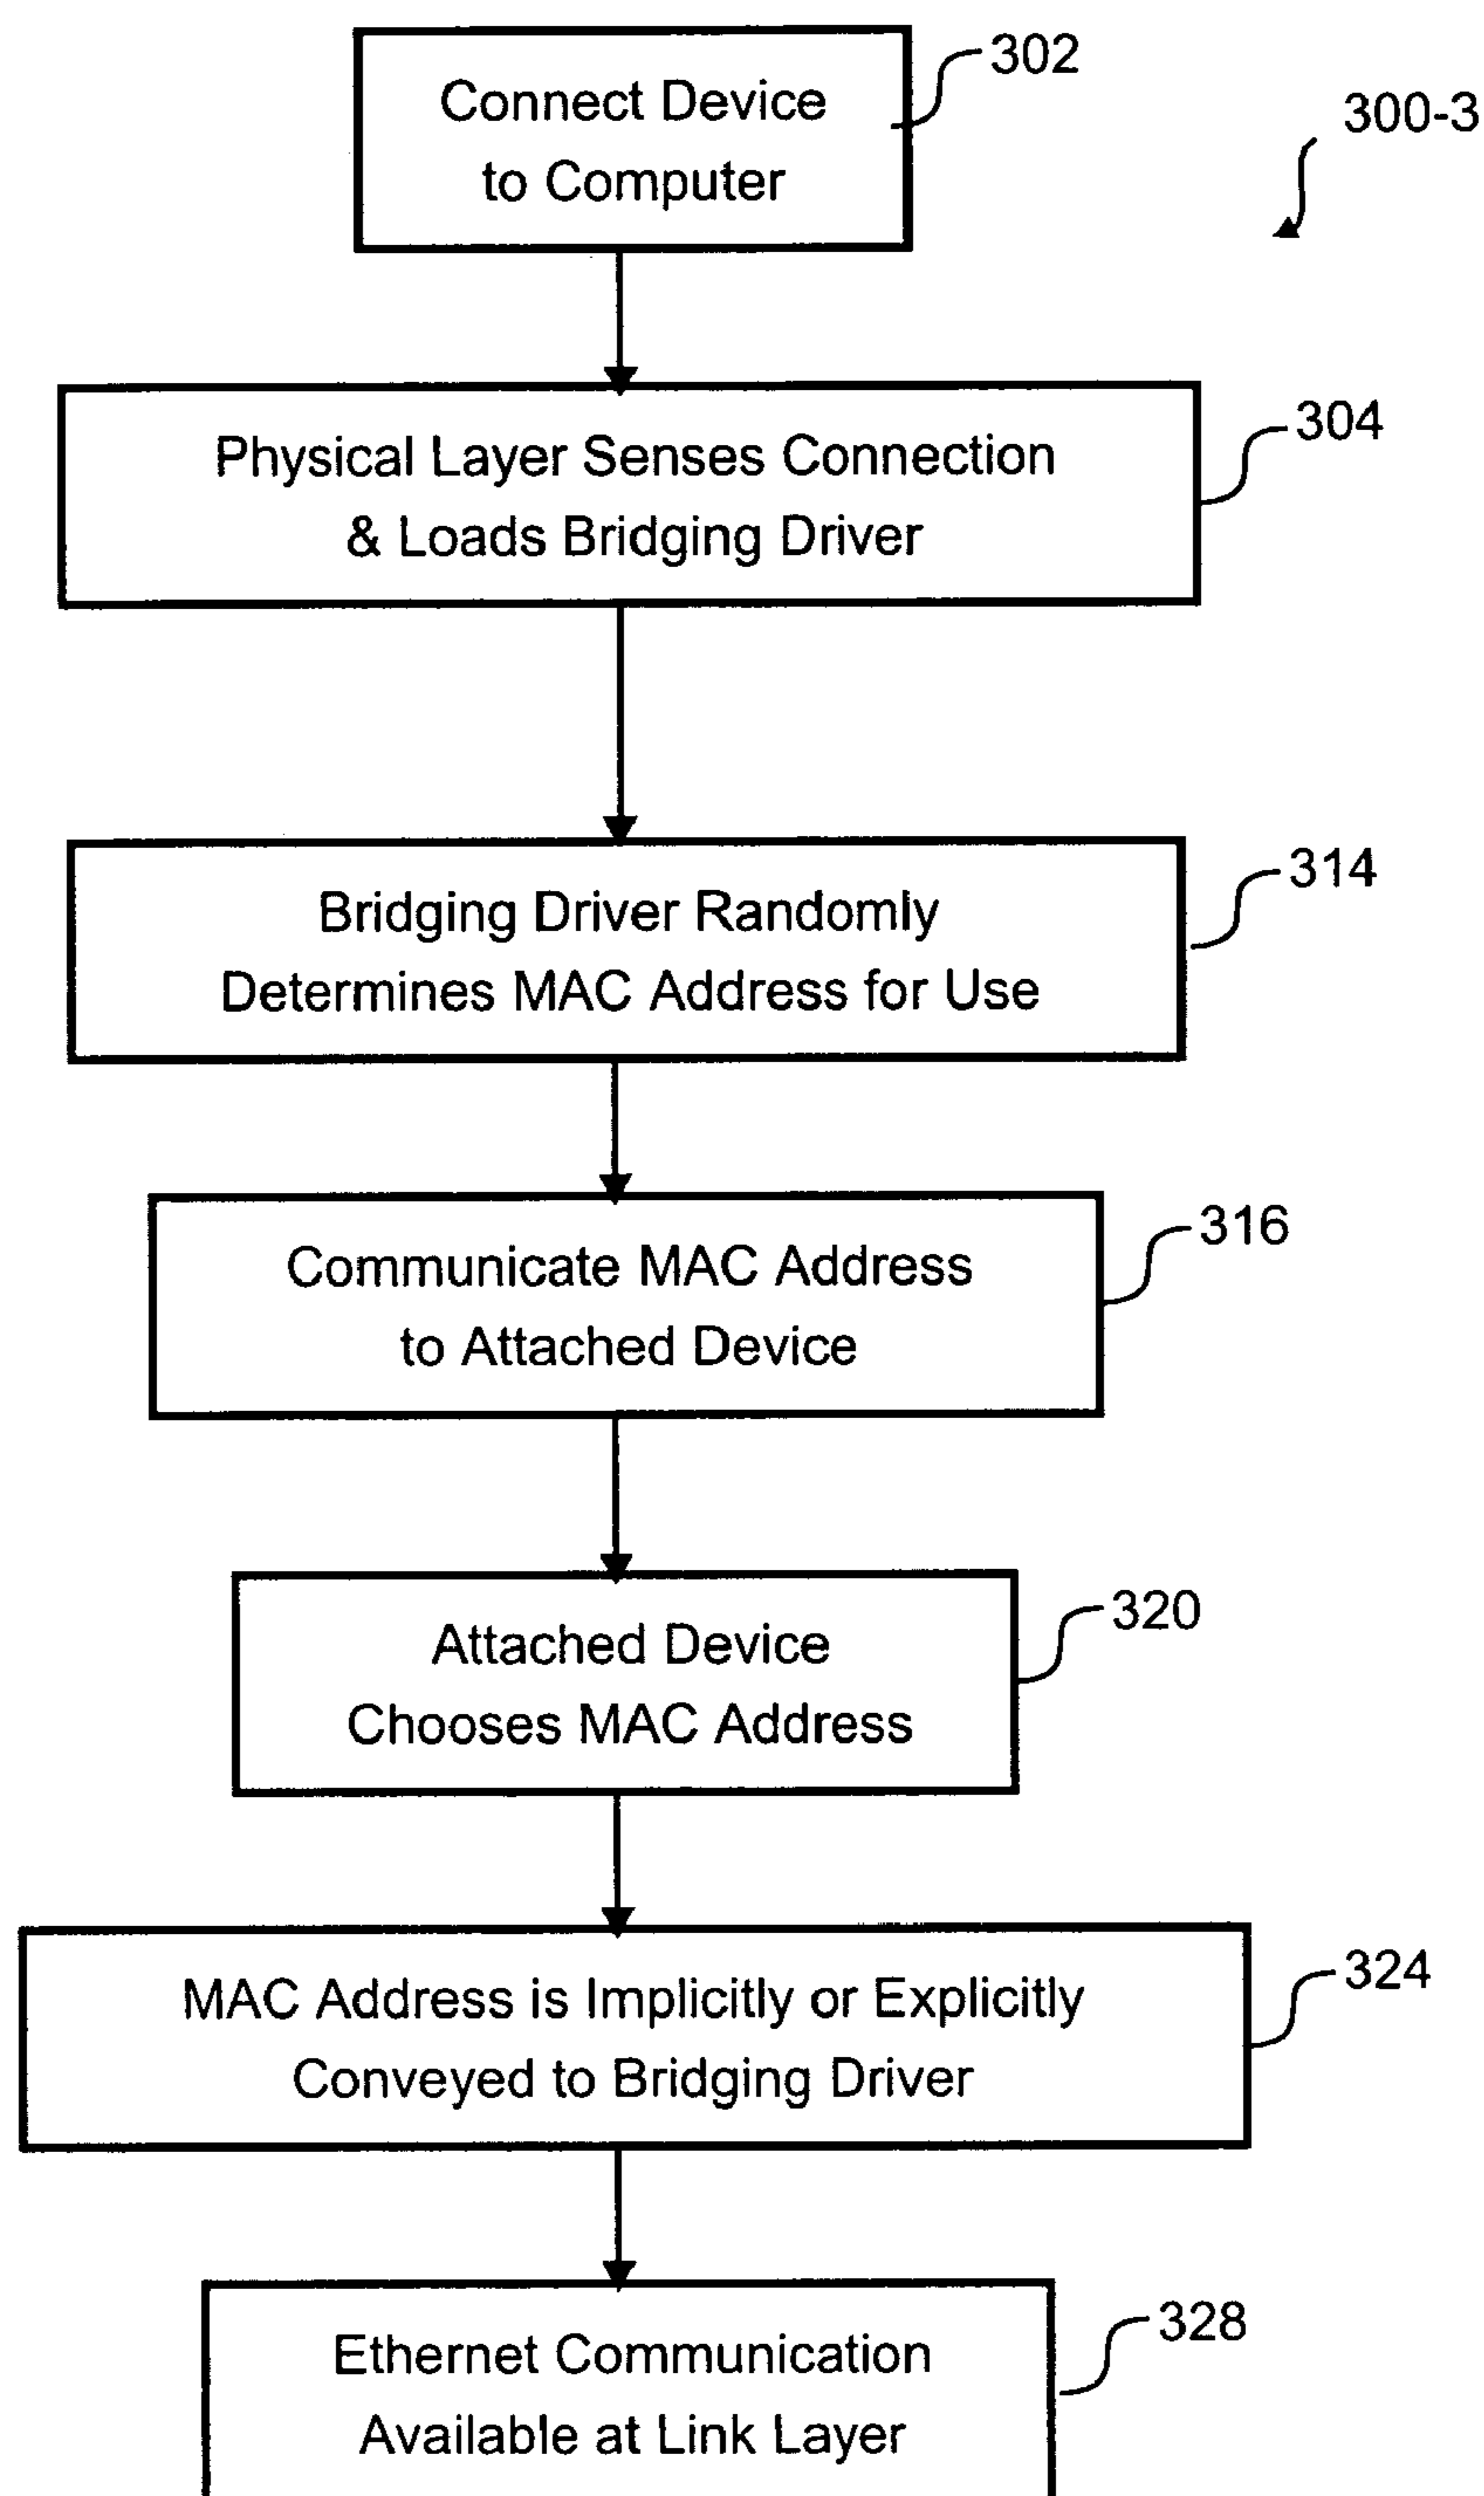 Connect Device
to Computer
302
300-3
Physical Layer Senses Connection
& Loads Bridging Driver
304
Bridging Driver Randomly
Determines MAC Address for Use
314
Communicate MAC Address
to Attached Device
316
Attached Device
Chooses MAC Address
320
MAC Address is Implicitly or Explicitly
Conveyed to Bridging Driver
324
Ethernet Communication
Available at Link Layer
328